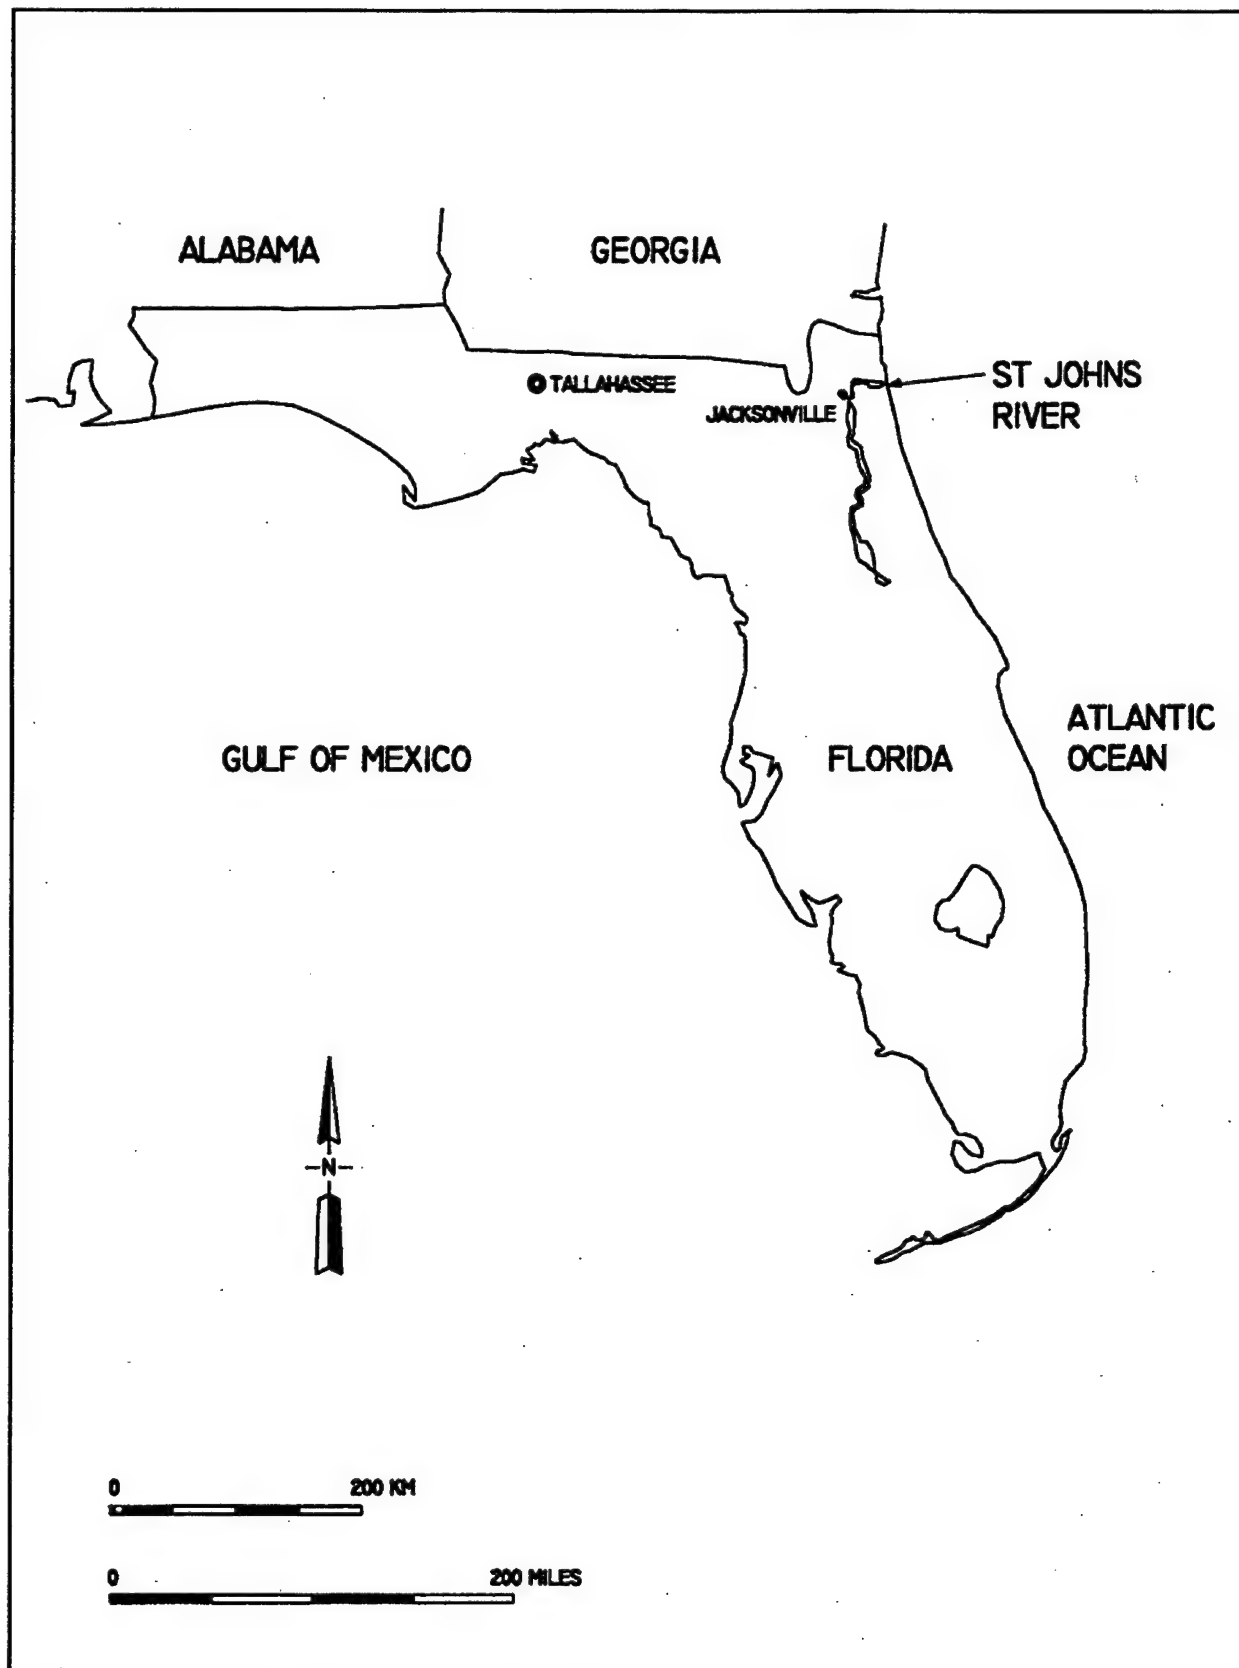 ALABAMA
GEORGIA
TALLAHASSEE
JACKSONVILLE
ST JOHNS
RIVER
GULF OF MEXICO
FLORIDA
ATLANTIC
OCEAN
N
0 200 KM
0 200 MILES